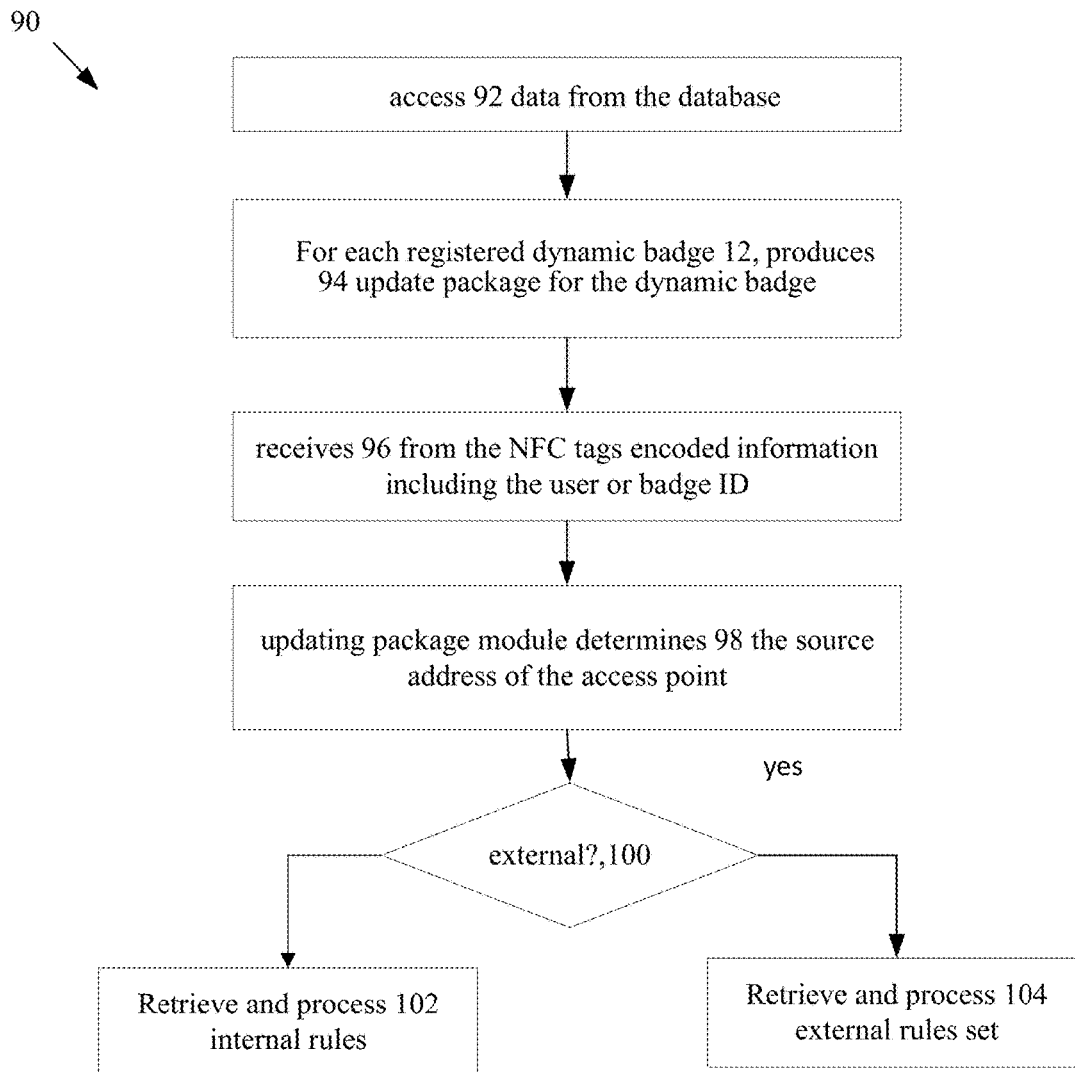 90
access 92 data from the database
For each registered dynamic badge 12, produces
94 update package for the dynamic badge
receives 96 from the NFC tags encoded information
including the user or badge ID
updating package module determines 98 the source
address of the access point
yes
external?,100
Retrieve and process 102
internal rules
Retrieve and process 104
external rules set